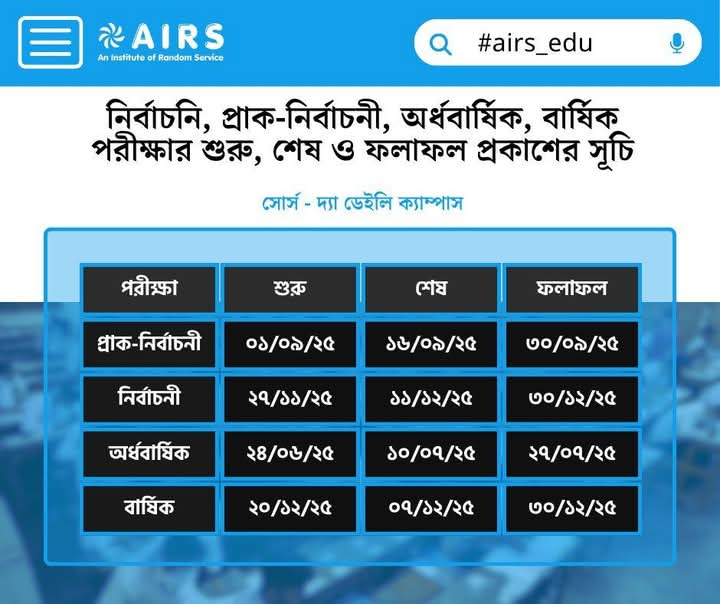 AIRS
An Institute of Random Service
#airs_edu
নির্বাচনি, প্রাক-নির্বাচনী, অর্ধবার্ষিক, বার্ষিক
পরীক্ষার শুরু, শেষ ও ফলাফল প্রকাশের সূচি
সোর্স - দ্যা ডেইলি ক্যাম্পাস
পরীক্ষা শুরু শেষ ফলাফল
প্রাক-নির্বাচনী ০১/০৯/২৫ ১৬/০৯/২৫ ৩০/০৯/২৫
নির্বাচনী ২৭/১১/২৫ ১১/১২/২৫ ৩০/১২/২৫
অর্ধবার্ষিক ২৪/০৬/২৫ ১০/০৭/২৫ ২৭/০৭/২৫
বার্ষিক ২০/১২/২৫ ০৭/১২/২৫ ৩০/১২/২৫